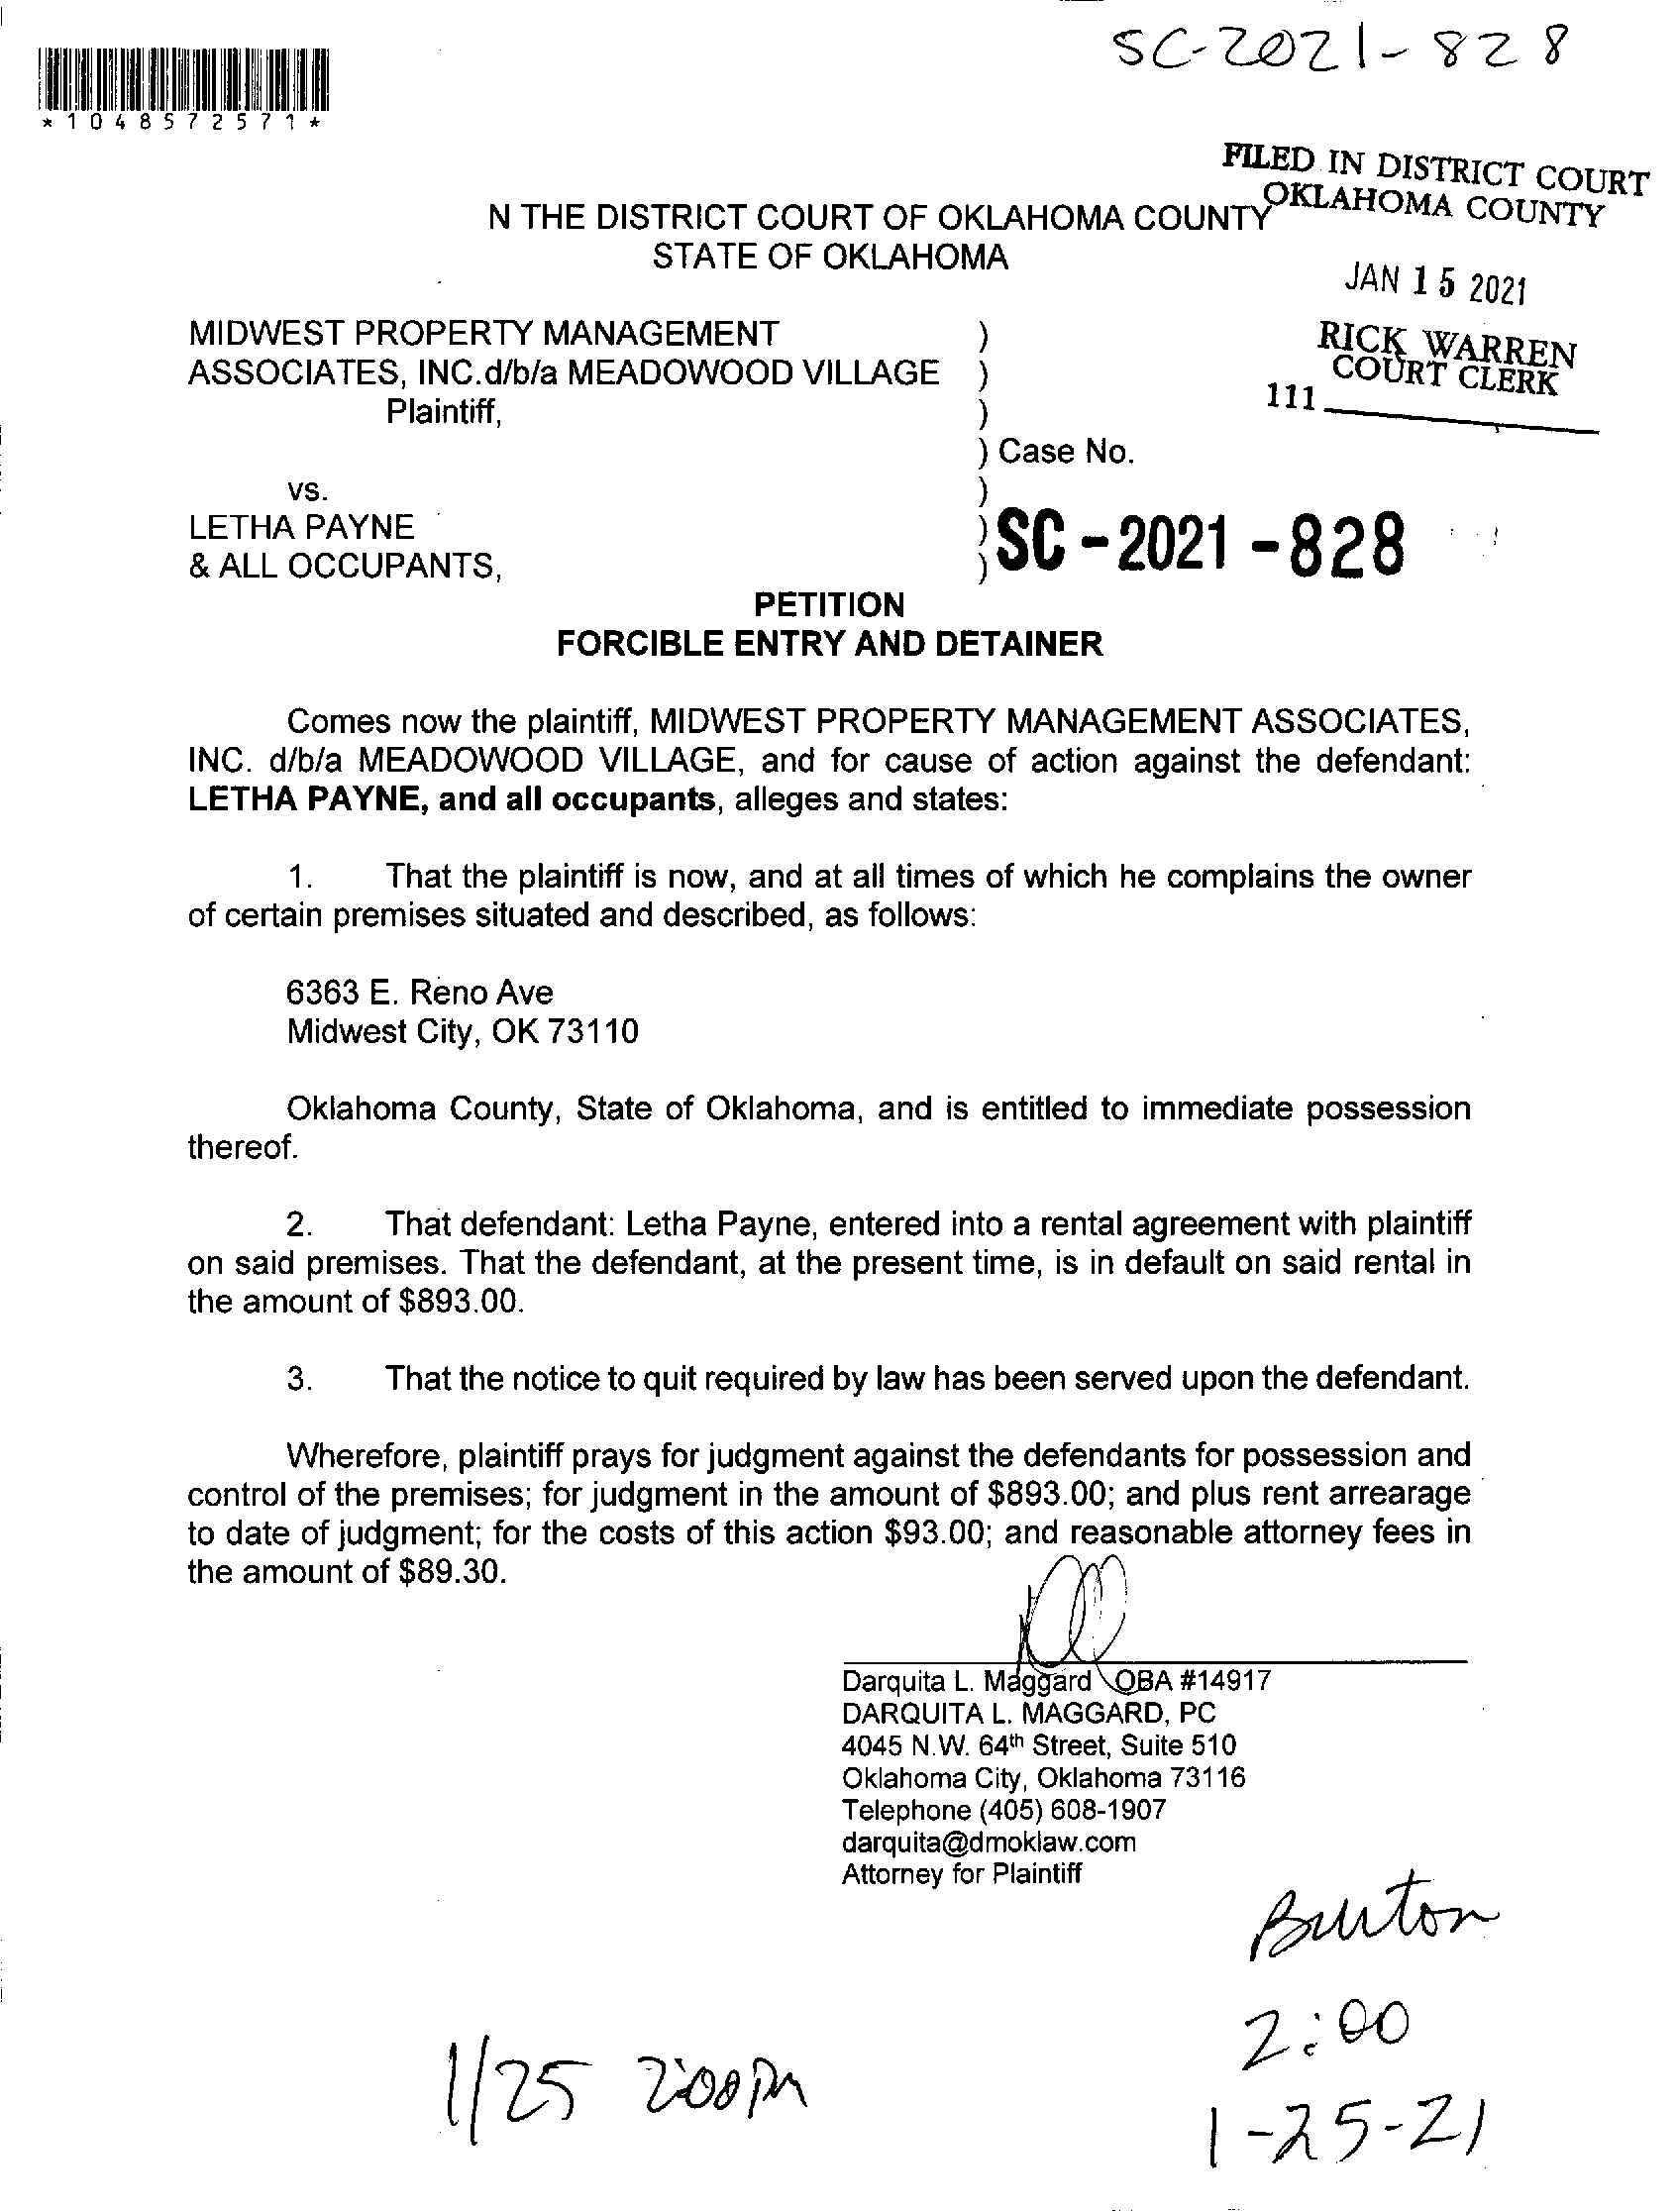 SC-2021-828
*1048572571*
FILED IN DISTRICT COURT
OKLAHOMA COUNTY
N THE DISTRICT COURT OF OKLAHOMA COUNTY
STATE OF OKLAHOMA
JAN 15 2021
RICK WARREN
COURT CLERK
111
MIDWEST PROPERTY MANAGEMENT )
ASSOCIATES, INC.d/b/a MEADOWOOD VILLAGE )
Plaintiff, )
) Case No.
vs. )
LETHA PAYNE ) SC-2021-828
& ALL OCCUPANTS, )
PETITION
FORCIBLE ENTRY AND DETAINER
Comes now the plaintiff, MIDWEST PROPERTY MANAGEMENT ASSOCIATES,
INC. d/b/a MEADOWOOD VILLAGE, and for cause of action against the defendant:
LETHA PAYNE, and all occupants, alleges and states:
1. That the plaintiff is now, and at all times of which he complains the owner
of certain premises situated and described, as follows:
6363 E. Reno Ave
Midwest City, OK 73110
Oklahoma County, State of Oklahoma, and is entitled to immediate possession
thereof.
2. That defendant: Letha Payne, entered into a rental agreement with plaintiff
on said premises. That the defendant, at the present time, is in default on said rental in
the amount of $893.00.
3. That the notice to quit required by law has been served upon the defendant.
Wherefore, plaintiff prays for judgment against the defendants for possession and
control of the premises; for judgment in the amount of $893.00; and plus rent arrearage
to date of judgment; for the costs of this action $93.00; and reasonable attorney fees in
the amount of $89.30.
Darquita L. Maggard OBA #14917
DARQUITA L. MAGGARD, PC
4045 N.W. 64th Street, Suite 510
Oklahoma City, Oklahoma 73116
Telephone (405) 608-1907
darquita@dmoklaw.com
Attorney for Plaintiff
Burton
2:00
1/25 2:00PM
1-25-21